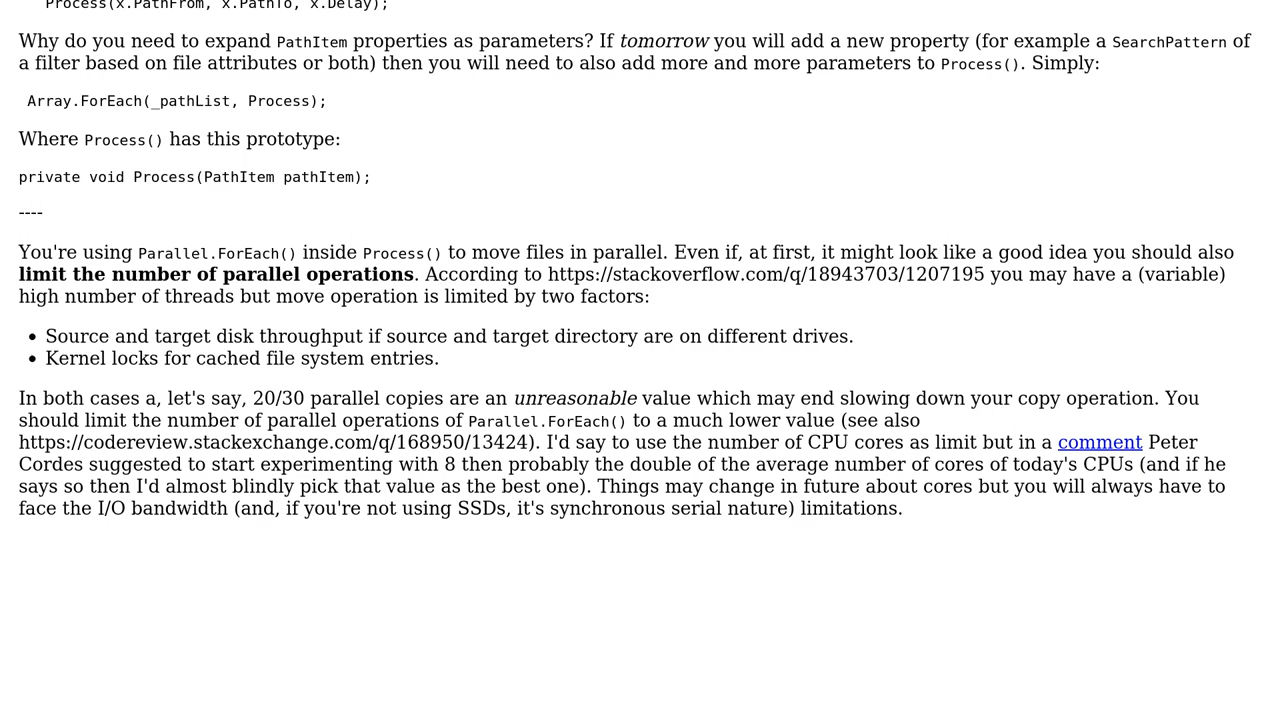 Process(x.PathFrom, x.PathTo, x.Delay);
Why do you need to expand PathItem properties as parameters? If tomorrow you will add a new property (for example a SearchPattern of
a filter based on file attributes or both) then you will need to also add more and more parameters to Process(). Simply:
Array.ForEach(_pathList, Process);
Where Process() has this prototype:
private void Process(PathItem pathItem);
----
You're using Parallel.ForEach() inside Process() to move files in parallel. Even if, at first, it might look like a good idea you should also
limit the number of parallel operations. According to https://stackoverflow.com/q/18943703/1207195 you may have a (variable)
high number of threads but move operation is limited by two factors:
• Source and target disk throughput if source and target directory are on different drives.
• Kernel locks for cached file system entries.
In both cases a, let's say, 20/30 parallel copies are an unreasonable value which may end slowing down your copy operation. You
should limit the number of parallel operations of Parallel.ForEach() to a much lower value (see also
https://codereview.stackexchange.com/q/168950/13424). I'd say to use the number of CPU cores as limit but in a comment Peter
Cordes suggested to start experimenting with 8 then probably the double of the average number of cores of today's CPUs (and if he
says so then I'd almost blindly pick that value as the best one). Things may change in future about cores but you will always have to
face the I/O bandwidth (and, if you're not using SSDs, it's synchronous serial nature) limitations.